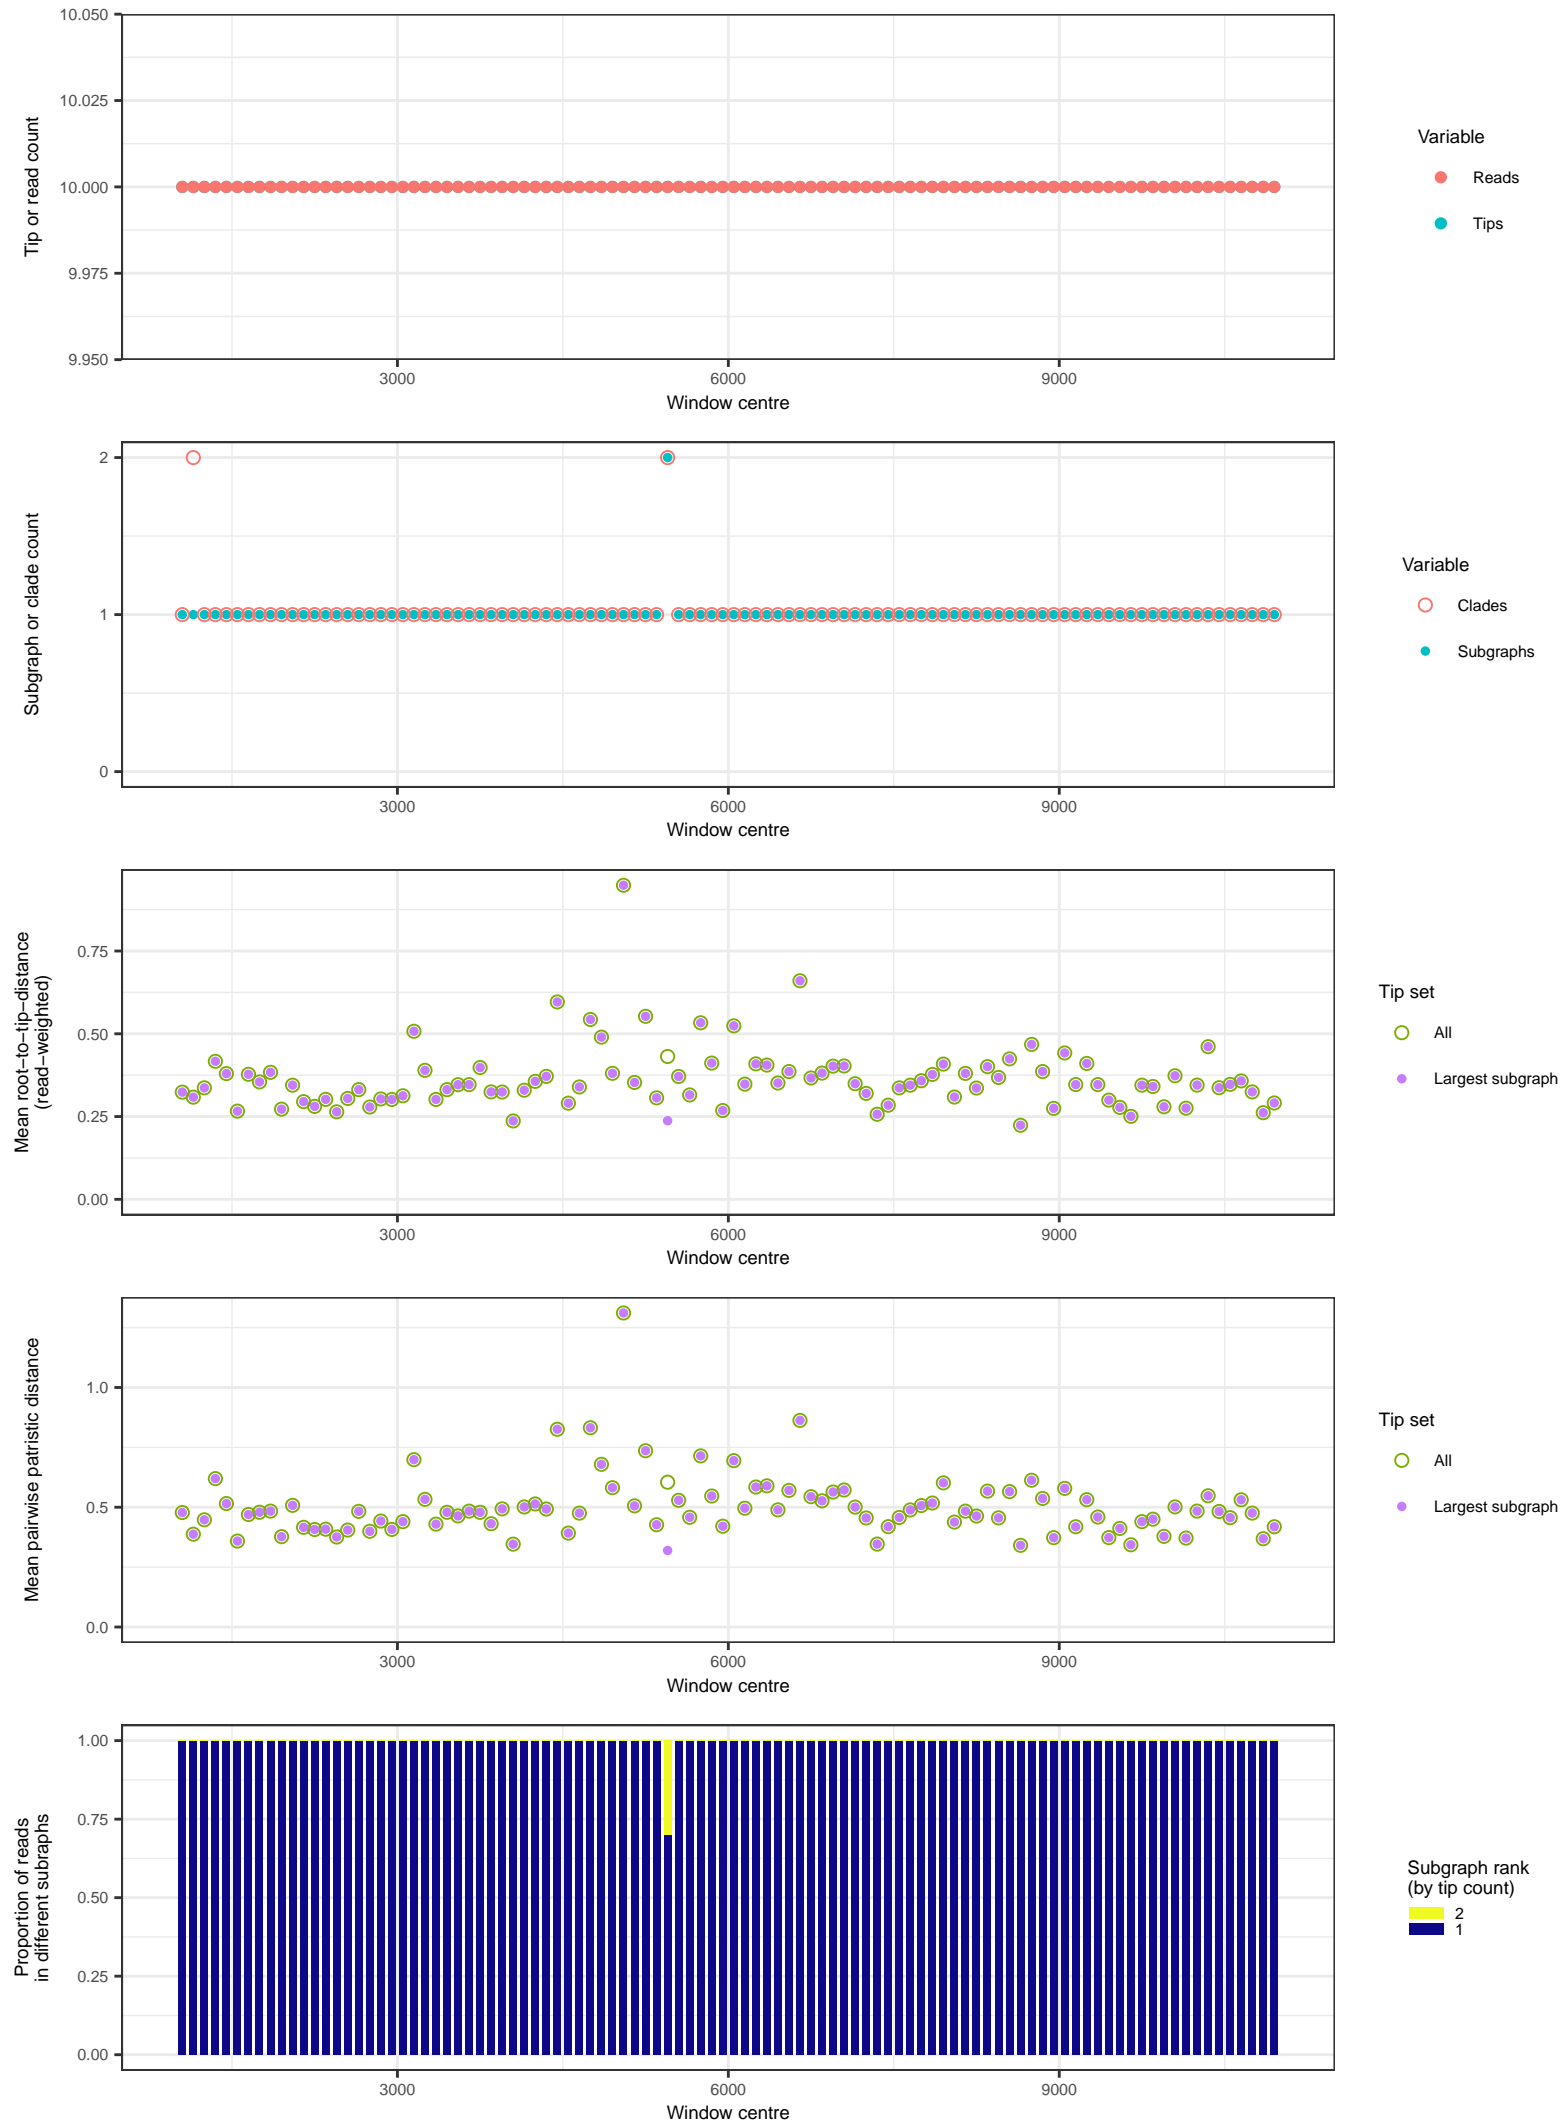 10.050
10.025
10.000
9.975
9.950
Tip or read count
3000 6000 9000
Window centre
Variable
Reads
Tips
2
1
0
Subgraph or clade count
3000 6000 9000
Window centre
Variable
Clades
Subgraphs
0.75
0.50
0.25
0.00
Mean root−to−tip−distance
(read−weighted)
3000 6000 9000
Window centre
Tip set
All
Largest subgraph
1.0
0.5
0.0
Mean pairwise patristic distance
3000 6000 9000
Window centre
Tip set
All
Largest subgraph
1.00
0.75
0.50
0.25
0.00
Proportion of reads
in different subraphs
3000 6000 9000
Window centre
Subgraph rank
(by tip count)
2
1